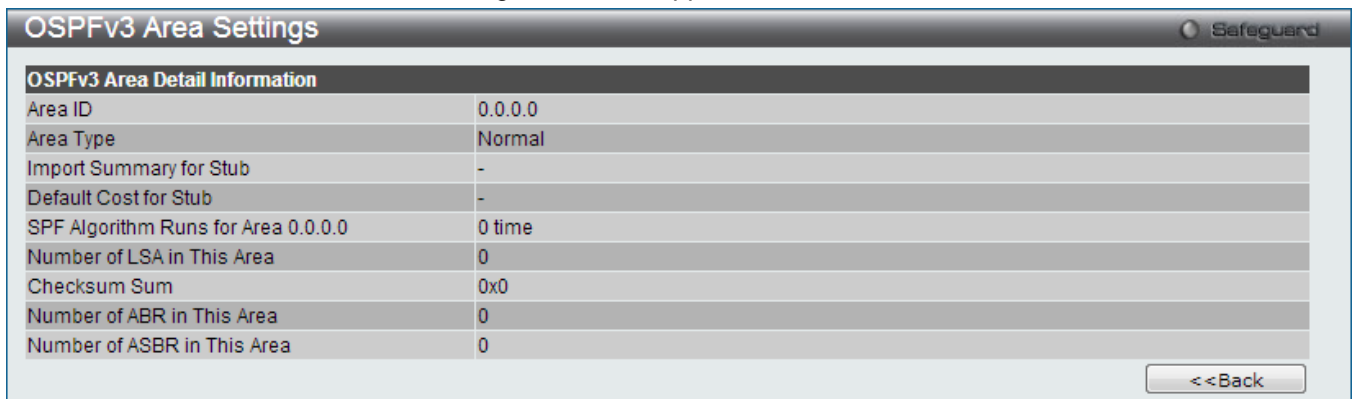 OSPFv3 Area Settings
Safeguard
OSPFv3 Area Detail Information
Area ID 0.0.0.0
Area Type Normal
Import Summary for Stub -
Default Cost for Stub -
SPF Algorithm Runs for Area 0.0.0.0 0 time
Number of LSA in This Area 0
Checksum Sum 0x0
Number of ABR in This Area 0
Number of ASBR in This Area 0
<<Back